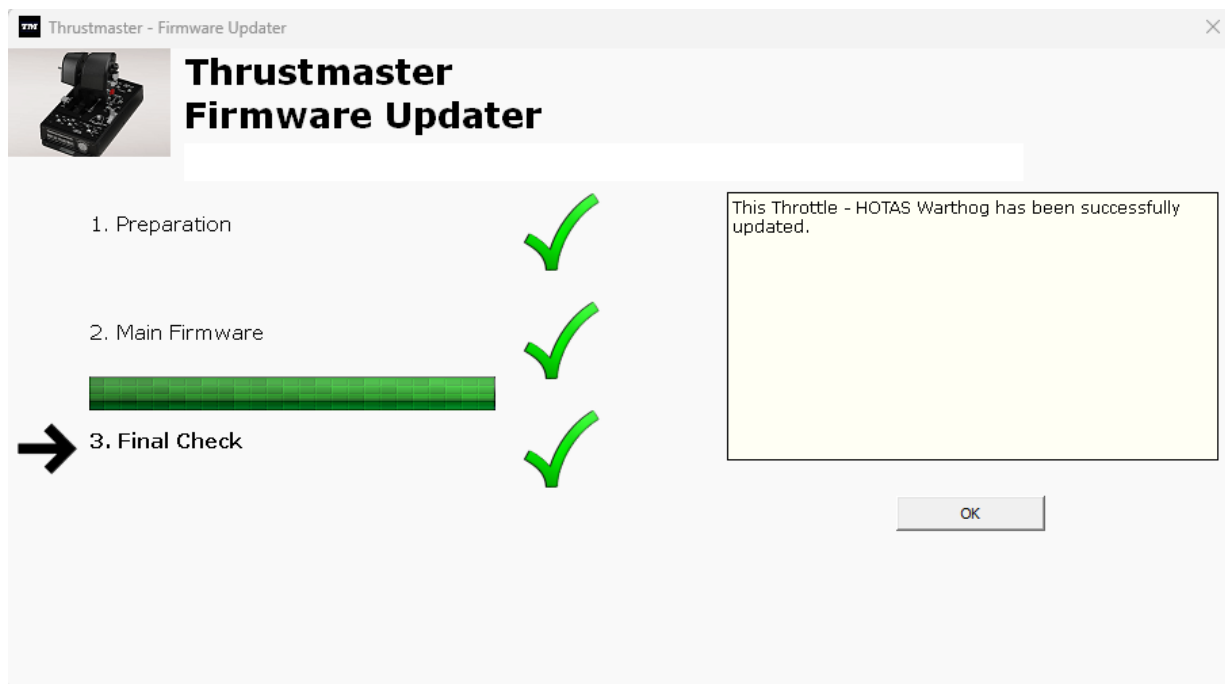 TM Thrustmaster - Firmware Updater
Thrustmaster
Firmware Updater
1. Preparation
This Throttle - HOTAS Warthog has been successfully
updated.
2. Main Firmware
3. Final Check
OK